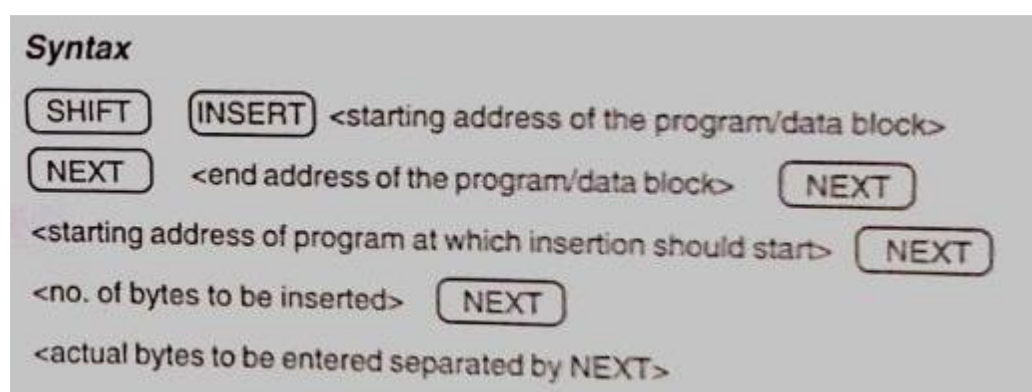 Syntax
SHIFT INSERT <starting address of the program/data block>
NEXT <end address of the program/data block> NEXT
<starting address of program at which insertion should start> NEXT
<no. of bytes to be inserted> NEXT
<actual bytes to be entered separated by NEXT>